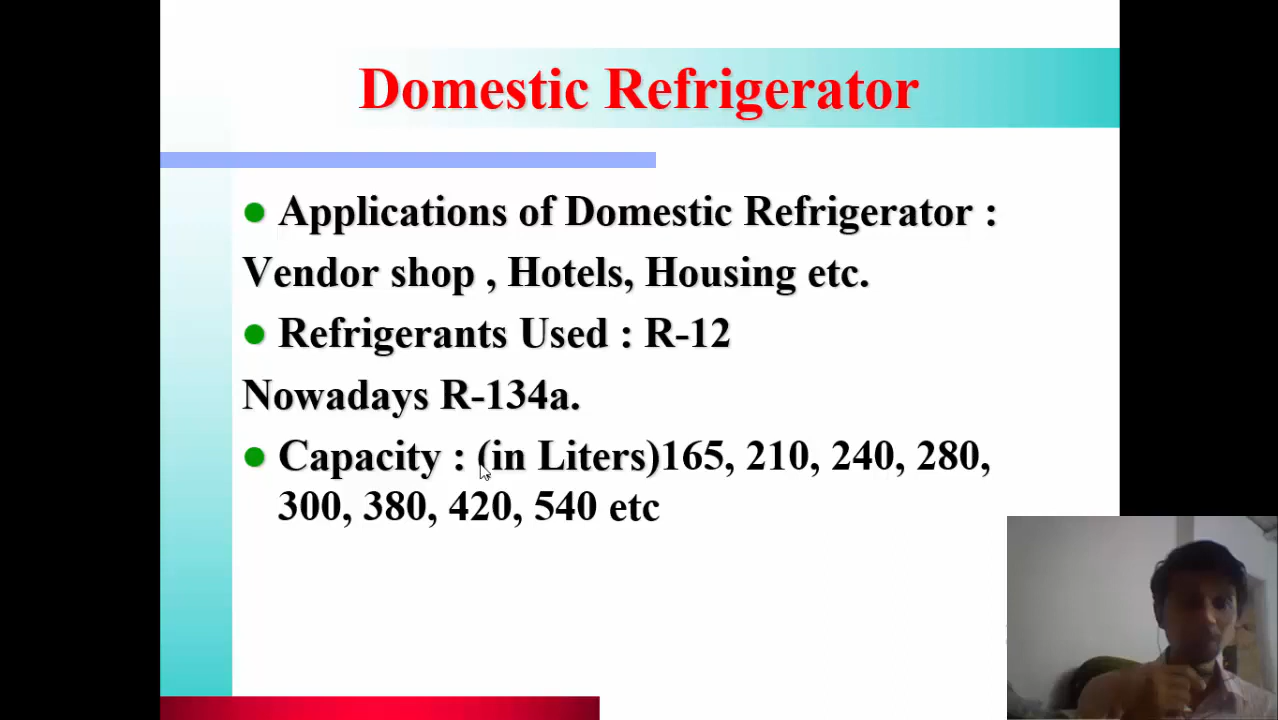 Domestic Refrigerator
Applications of Domestic Refrigerator :
Vendor shop , Hotels, Housing etc.
Refrigerants Used : R-12
Nowadays R-134a.
Capacity : (in Liters)165, 210, 240, 280,
300, 380, 420, 540 etc